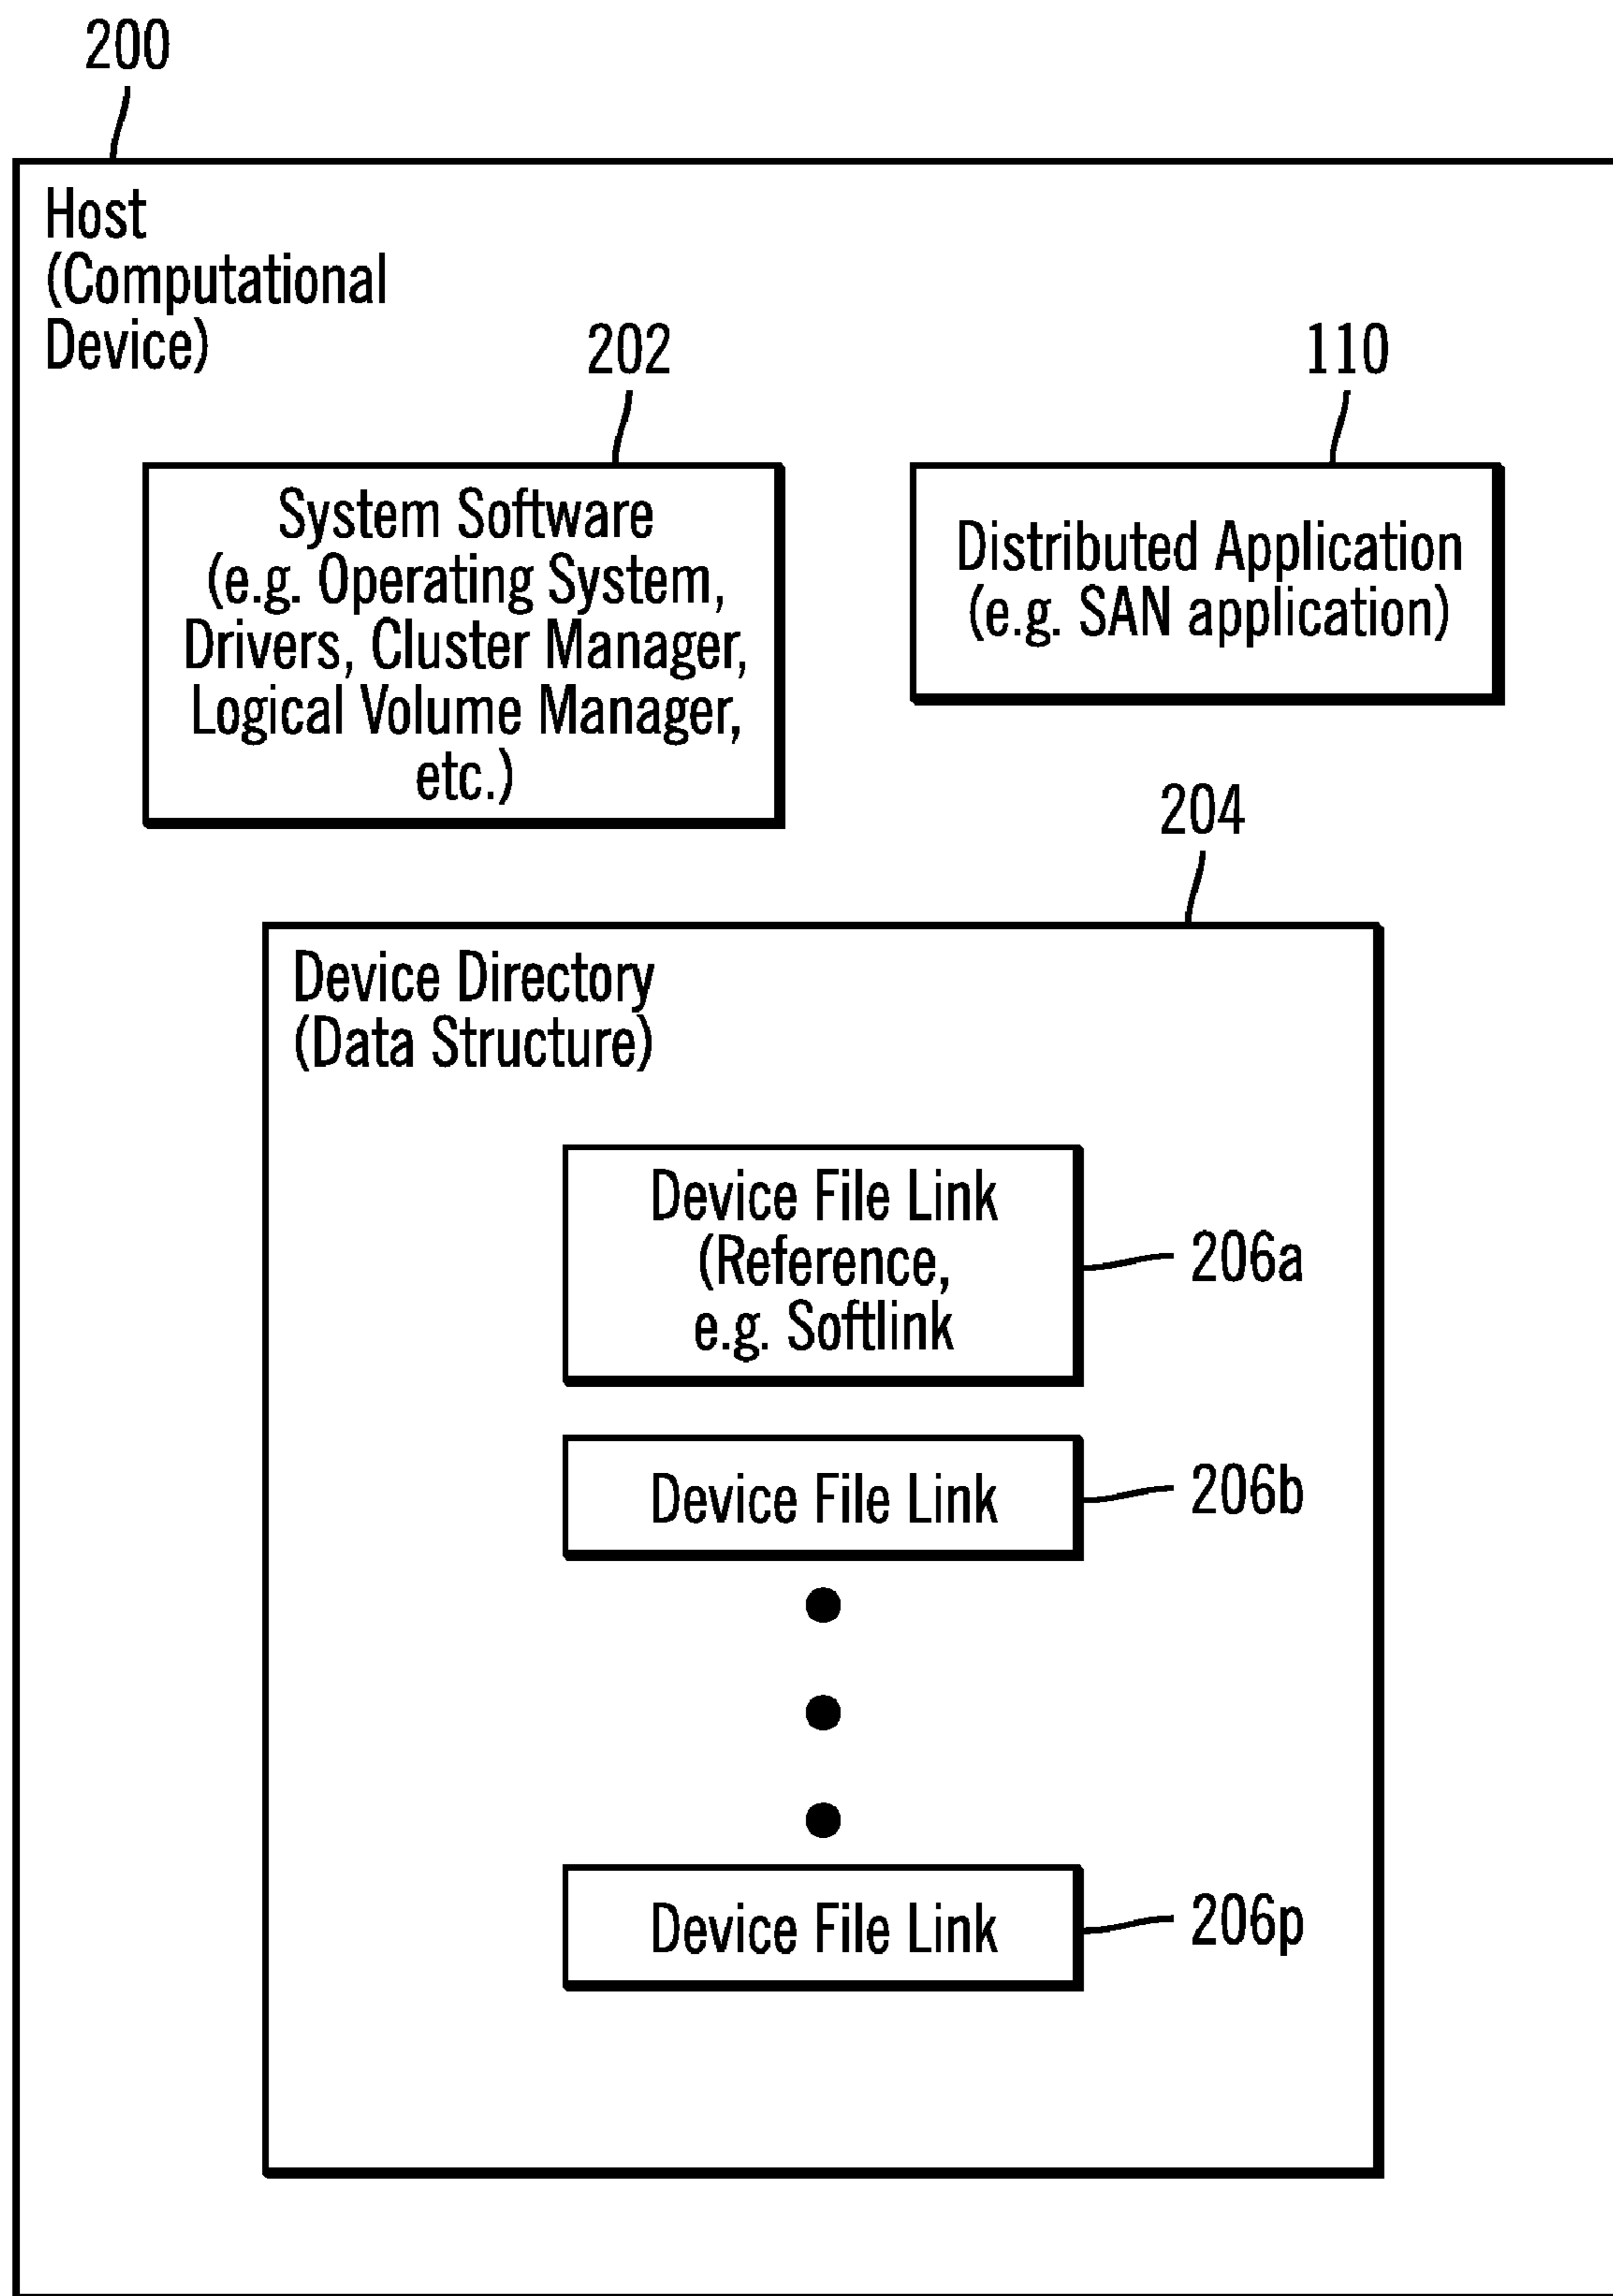 200
Host
(Computational
Device)
202
110
System Software
(e.g. Operating System,
Drivers, Cluster Manager,
Logical Volume Manager,
etc.)
Distributed Application
(e.g. SAN application)
204
Device Directory
(Data Structure)
Device File Link
(Reference,
e.g. Softlink
206a
Device File Link
206b
Device File Link
206p